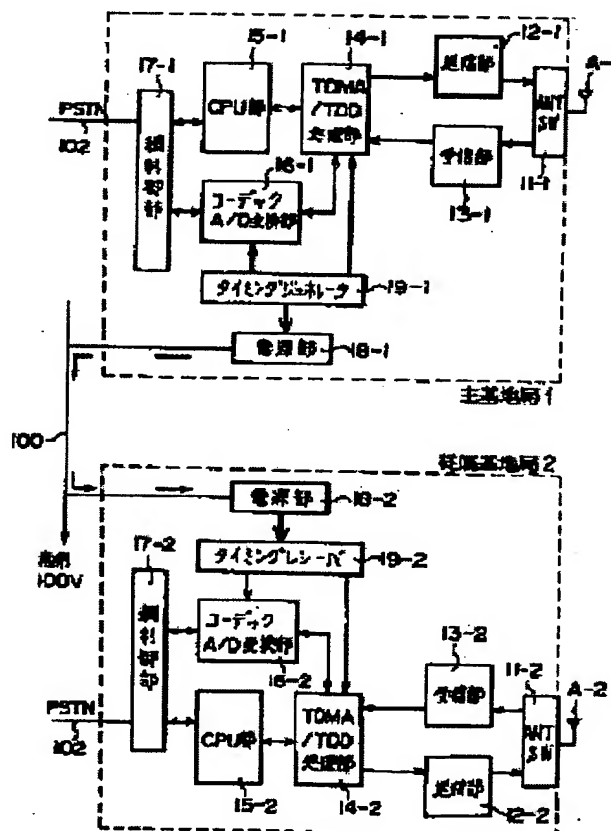 15-1
14-1
12-1
17-1
送信部
A-1
PSTN
102
CPU部
TDMA
/TDD
処理部
ANT
SW
受信部
11-1
16-1
13-1
コーデック
A/D変換部
タイミングジェネレータ
19-1
電源部
18-1
主基地局1
100
従属基地局2
電源部
18-2
100V
17-2
タイミングレシーバ
19-2
コーデック
A/D変換部
16-2
13-2
11-2
A-2
受信部
PSTN
102
CPU部
TDMA
/TDD
処理部
ANT
SW
送信部
15-2
14-2
12-2